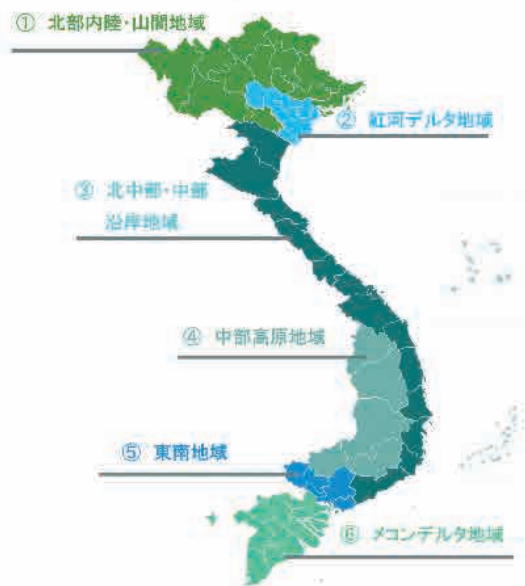 ① 北部内陸・山間地域
② 紅河デルタ地域
③ 北中部・中部
沿岸地域
④ 中部高原地域
⑤ 東南地域
⑥ メコンデルタ地域